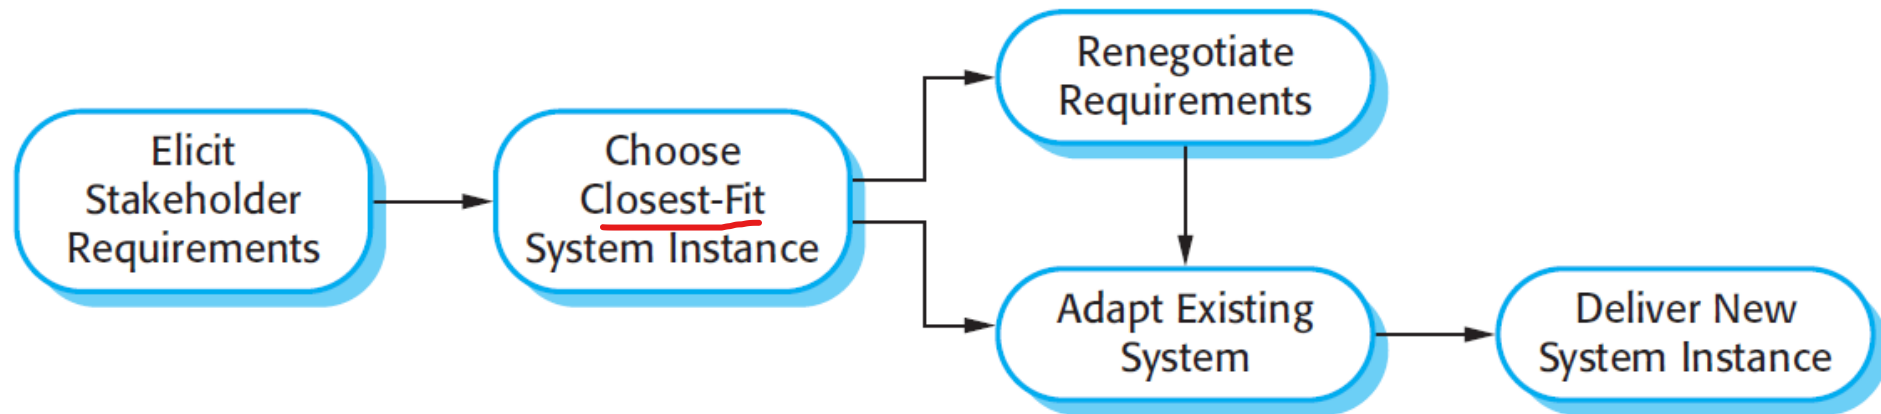 Elicit
Stakeholder
Requirements
Choose
Closest-Fit
System Instance
Renegotiate
Requirements
Adapt Existing
System
Deliver New
System Instance